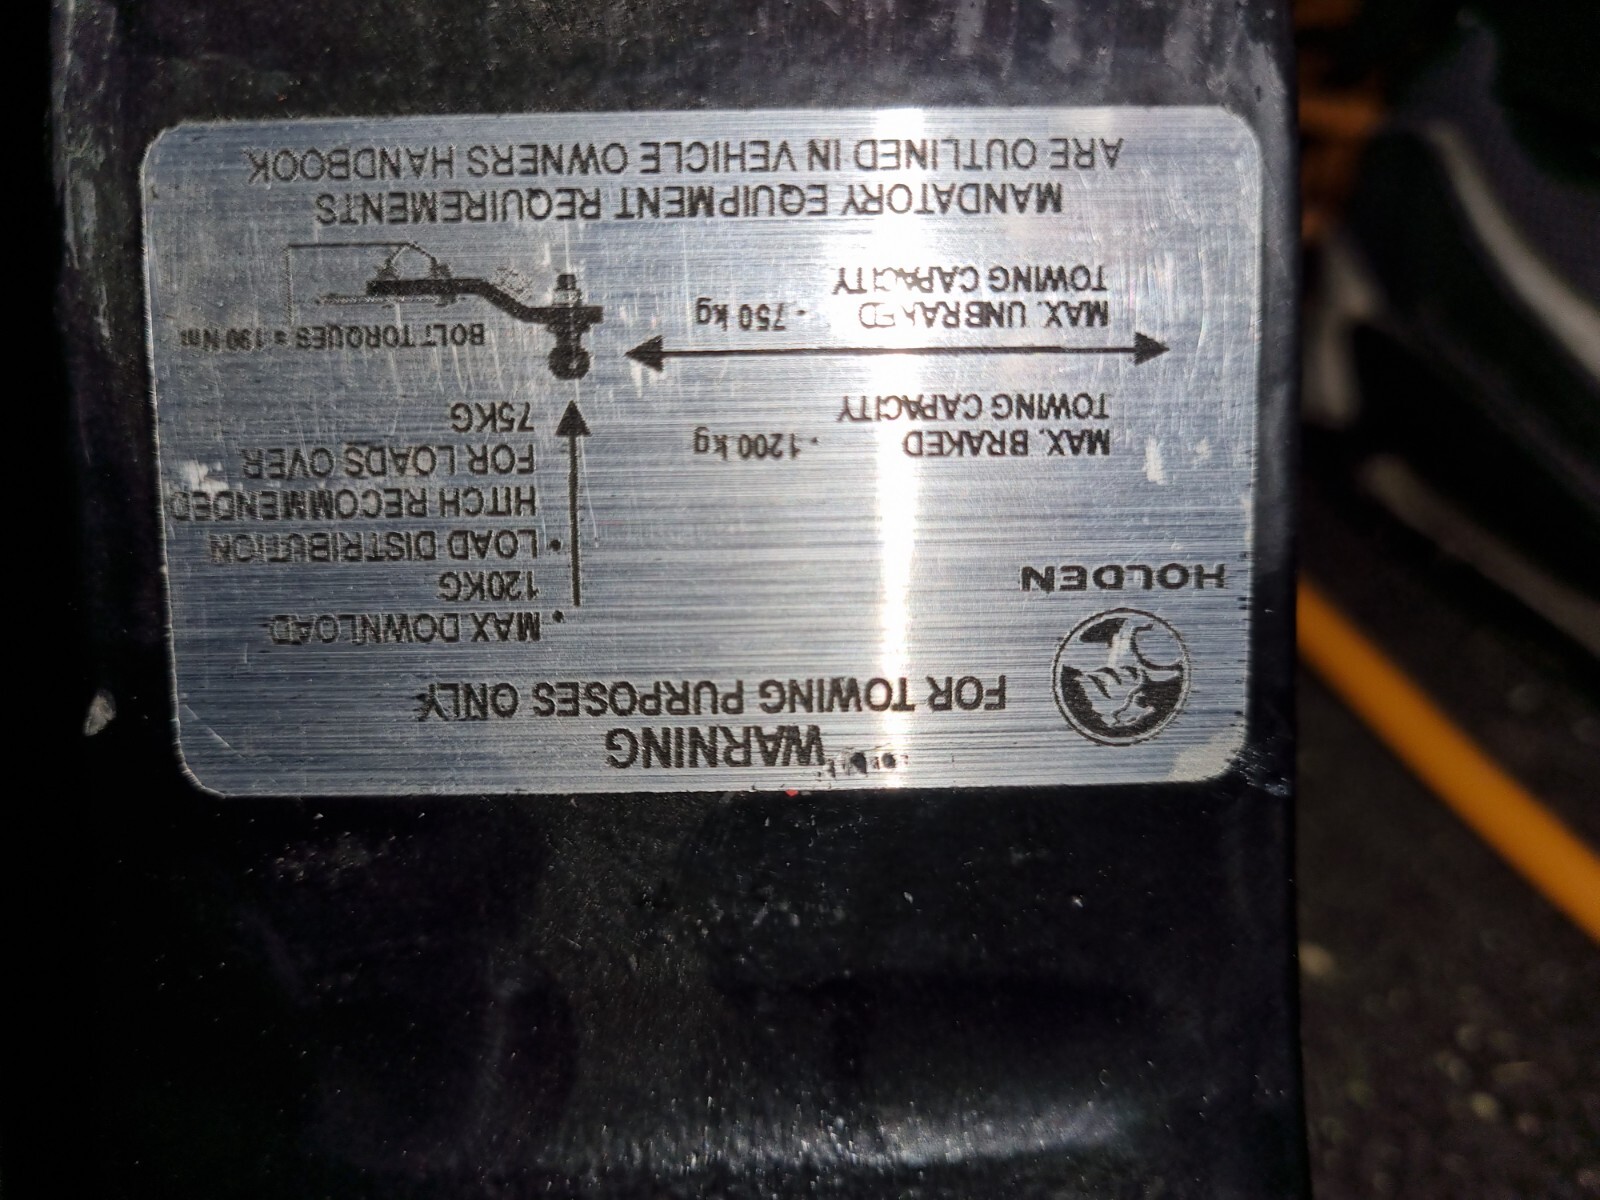 WARNING
FOR TOWING PURPOSES ONLY
HOLDEN
• MAX DOWNLOAD
120KG
• LOAD DISTRIBUTION
HITCH RECOMMENDED
FOR LOADS OVER
75KG
MAX. BRAKED - 1200 kg
TOWING CAPACITY
MAX. UNBRAKED - 750 kg
TOWING CAPACITY
BOLT TORQUES = 190 Nm
MANDATORY EQUIPMENT REQUIREMENTS
ARE OUTLINED IN VEHICLE OWNERS HANDBOOK